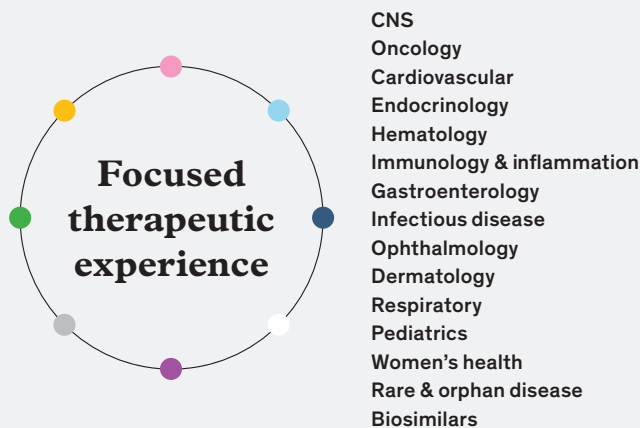 Focused
therapeutic
experience
CNS
Oncology
Cardiovascular
Endocrinology
Hematology
Immunology & inflammation
Gastroenterology
Infectious disease
Ophthalmology
Dermatology
Respiratory
Pediatrics
Women’s health
Rare & orphan disease
Biosimilars